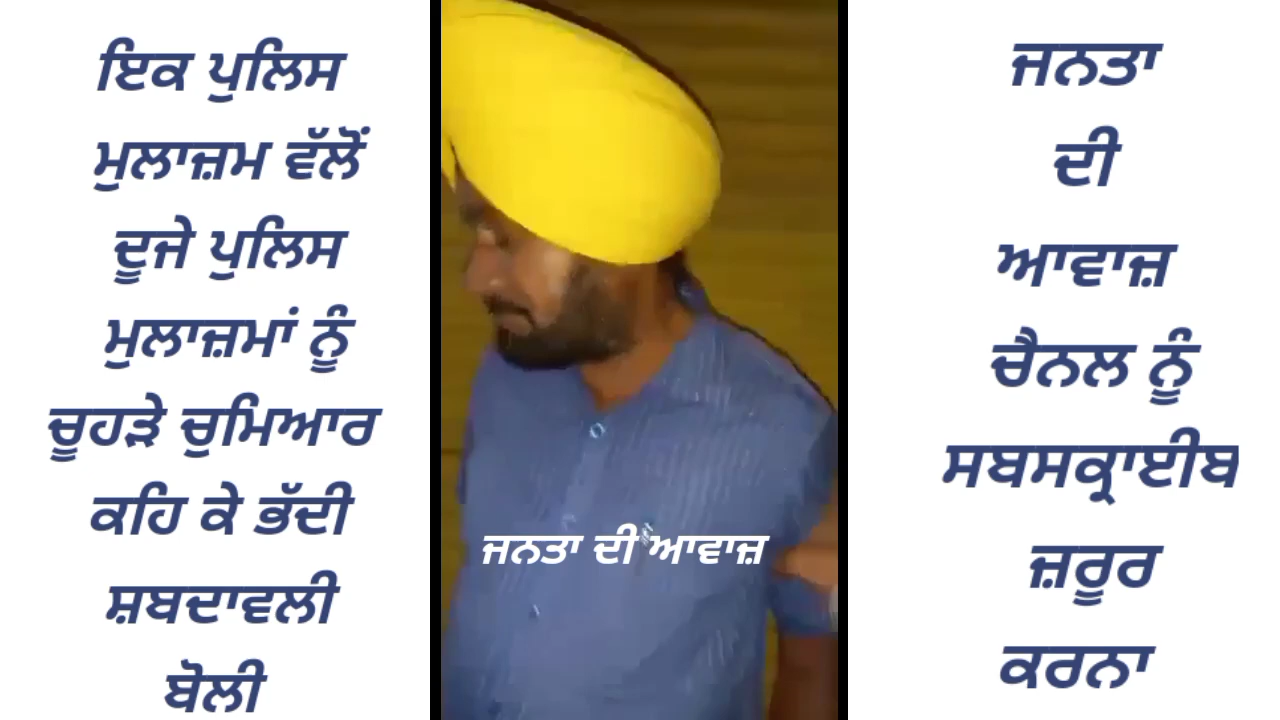 ਇਕ ਪੁਲਿਸ
ਮੁਲਾਜ਼ਮ ਵੱਲੋਂ
ਦੂਜੇ ਪੁਲਿਸ
ਮੁਲਾਜ਼ਮਾਂ ਨੂੰ
ਚੂਹੜੇ ਚੁਮਿਆਰ
ਕਹਿ ਕੇ ਭੱਦੀ
ਸ਼ਬਦਾਵਲੀ
ਬੋਲੀ
ਜਨਤਾ ਦੀ ਆਵਾਜ਼
ਜਨਤਾ
ਦੀ
ਆਵਾਜ਼
ਚੈਨਲ ਨੂੰ
ਸਬਸਕ੍ਰਾਈਬ
ਜ਼ਰੂਰ
ਕਰਨਾ